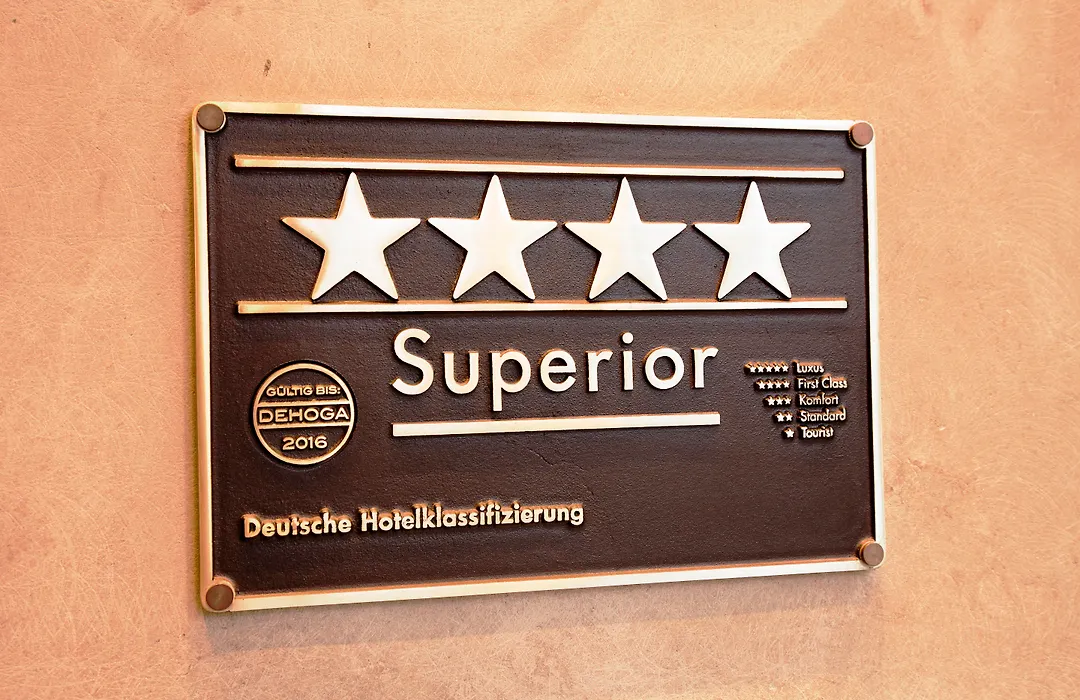 Superior
GÜLTIG BIS:
DEHOGA
2016
Luxus
First Class
Komfort
Standard
Tourist
Deutsche Hotelklassifizierung